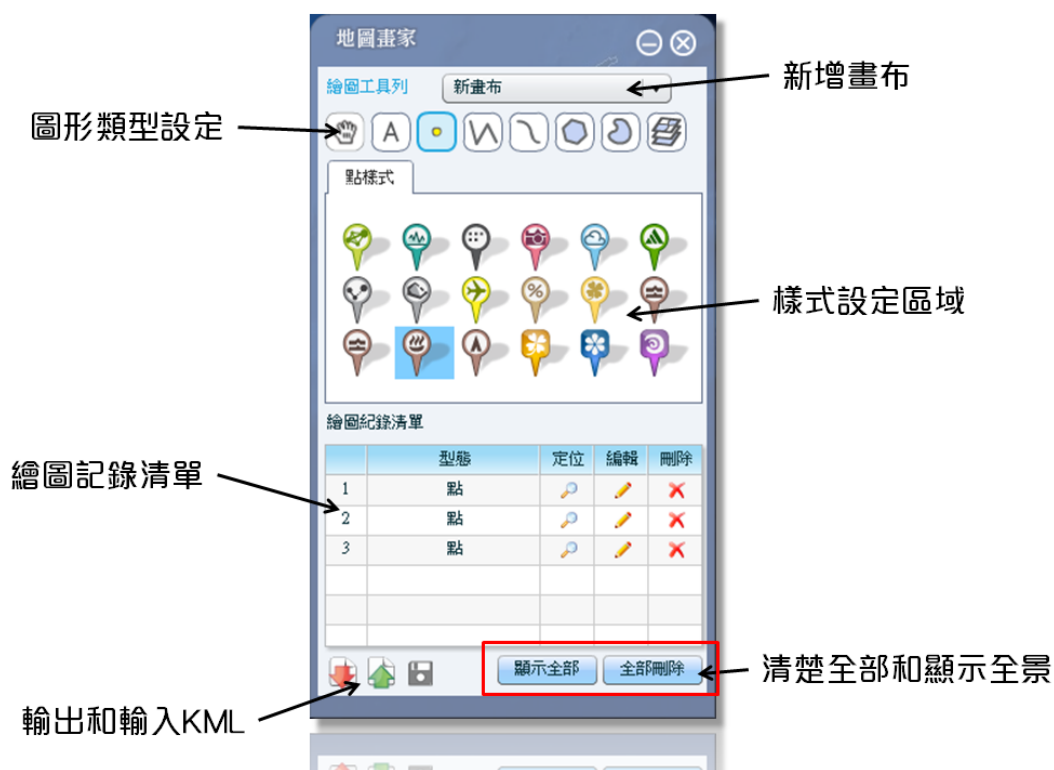 地圖畫家
繪圖工具列
新畫布
新增畫布
圖形類型設定
A
點樣式
樣式設定區域
繪圖紀錄清單
型態 定位 編輯 刪除
1 點
2 點
3 點
繪圖記錄清單
顯示全部 全部刪除
清楚全部和顯示全景
輸出和輸入KML